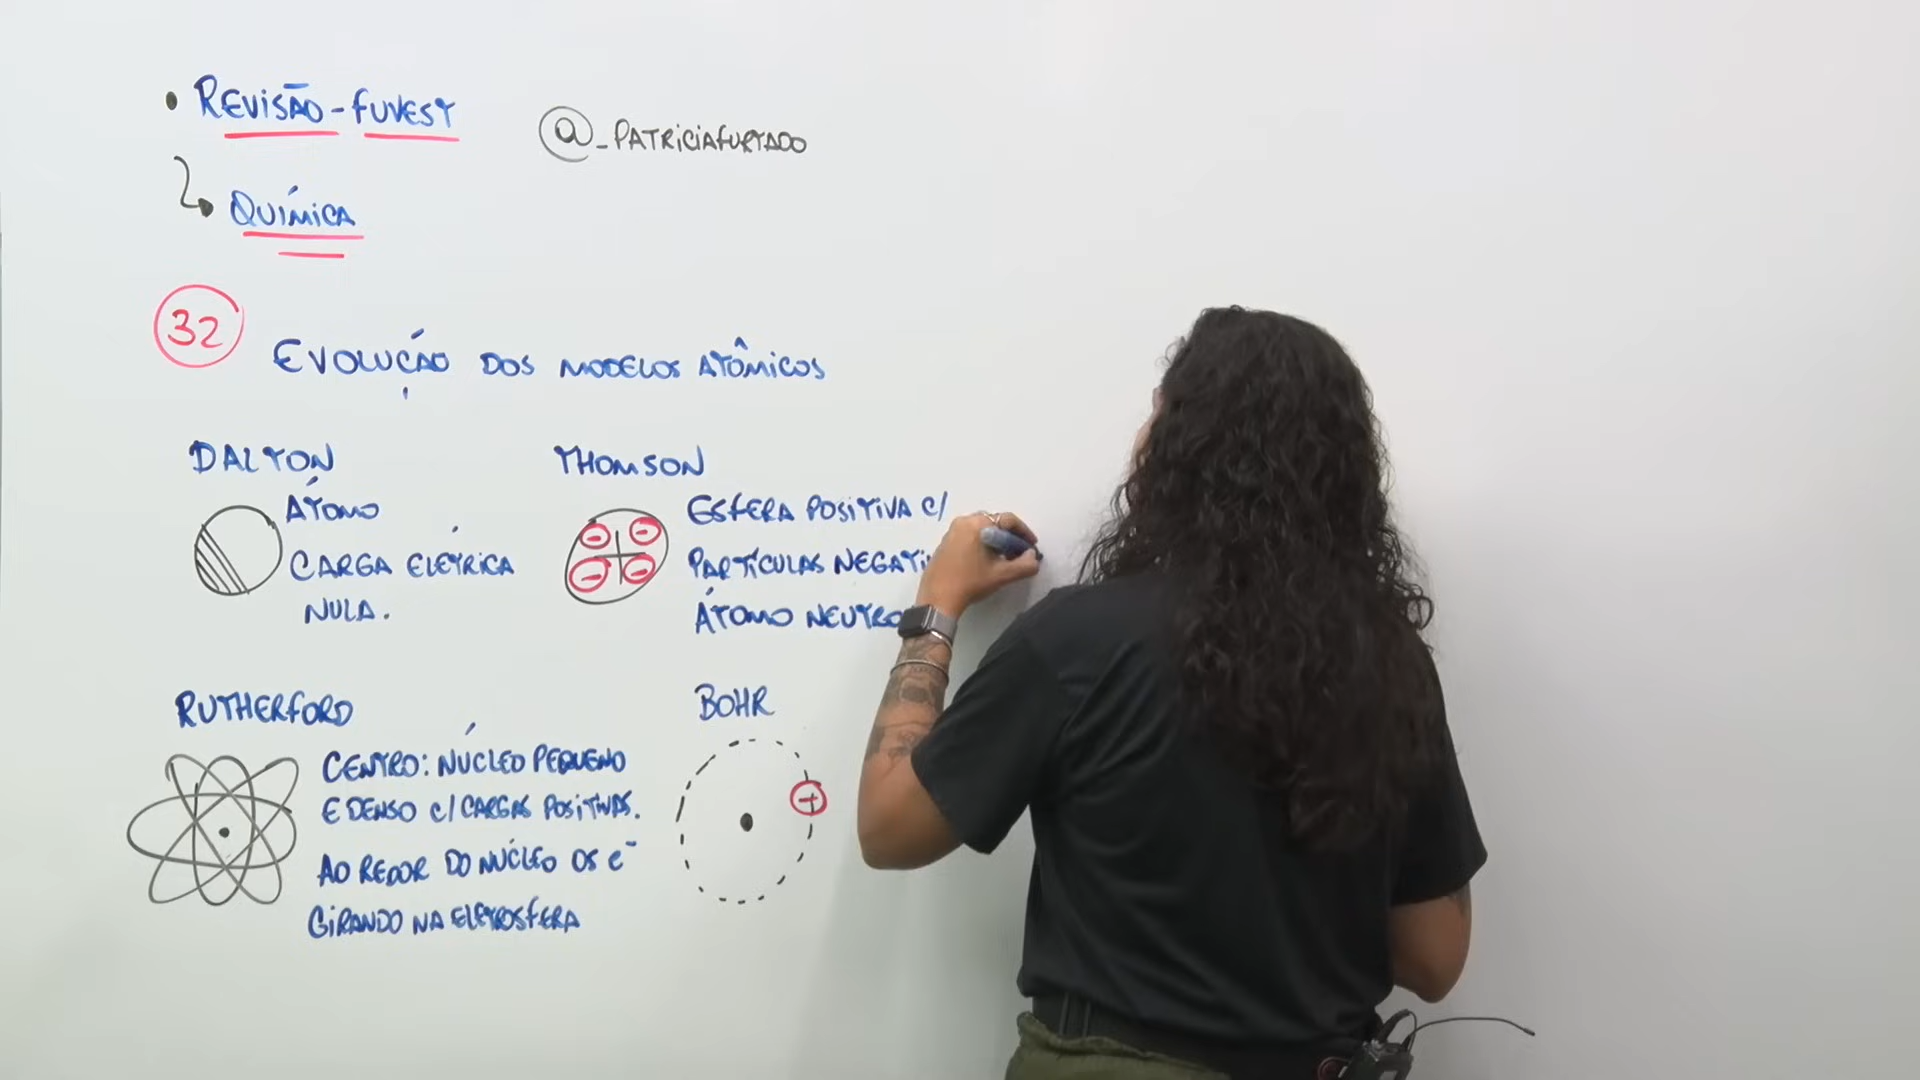 • REVISÃO - FUVEST
@_PATRICIAFURTADO
QUÍMICA
32
EVOLUÇÃO DOS MODELOS ATÔMICOS
DALTON
ÁTOMO
CARGA ELÉTRICA
NULA.
THOMSON
ESFERA POSITIVA C/
PARTÍCULAS
ÁTOMO NEUTRO
RUTHERFORD
CENTRO: NÚCLEO PEQUENO
E DENSO C/ CARGAS POSITIVAS.
AO REDOR DO NÚCLEO OS e⁻
GIRANDO NA ELETROSFERA
BOHR